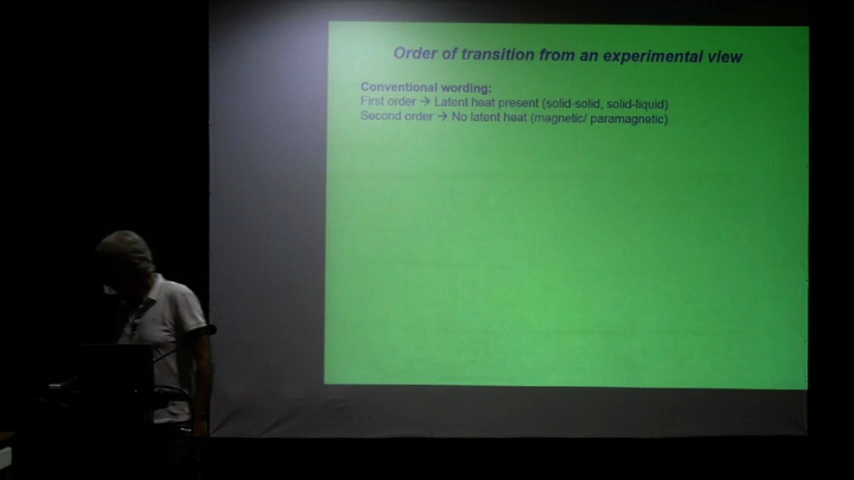 Order of transition from an experimental view
Conventional wording:
First order → Latent heat present (solid-solid, solid-liquid)
Second order → No latent heat (magnetic/ paramagnetic)